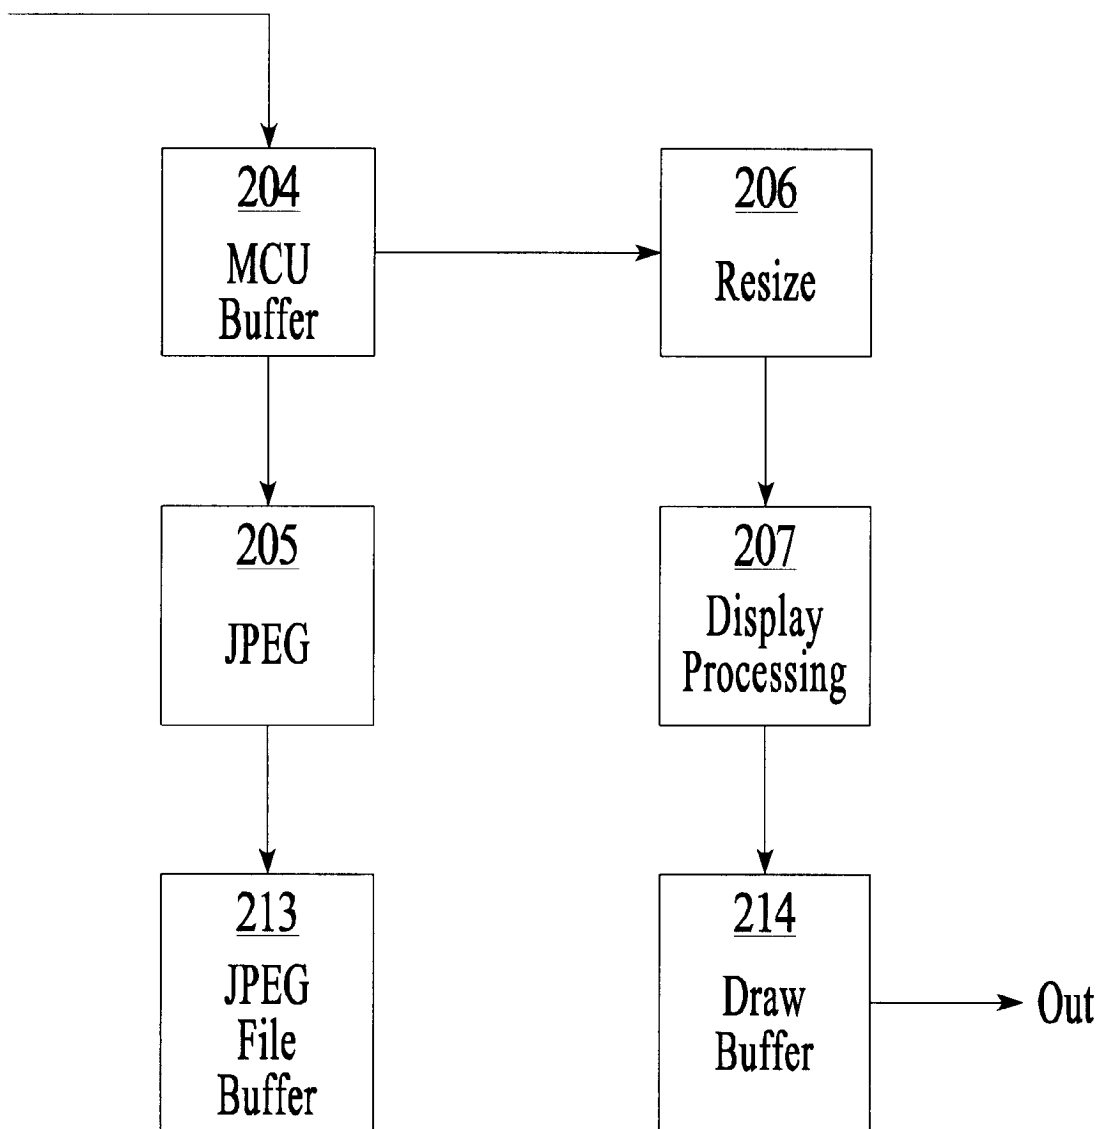 204
MCU
Buffer
206
Resize
205
JPEG
207
Display
Processing
213
JPEG
File
Buffer
214
Draw
Buffer
Out